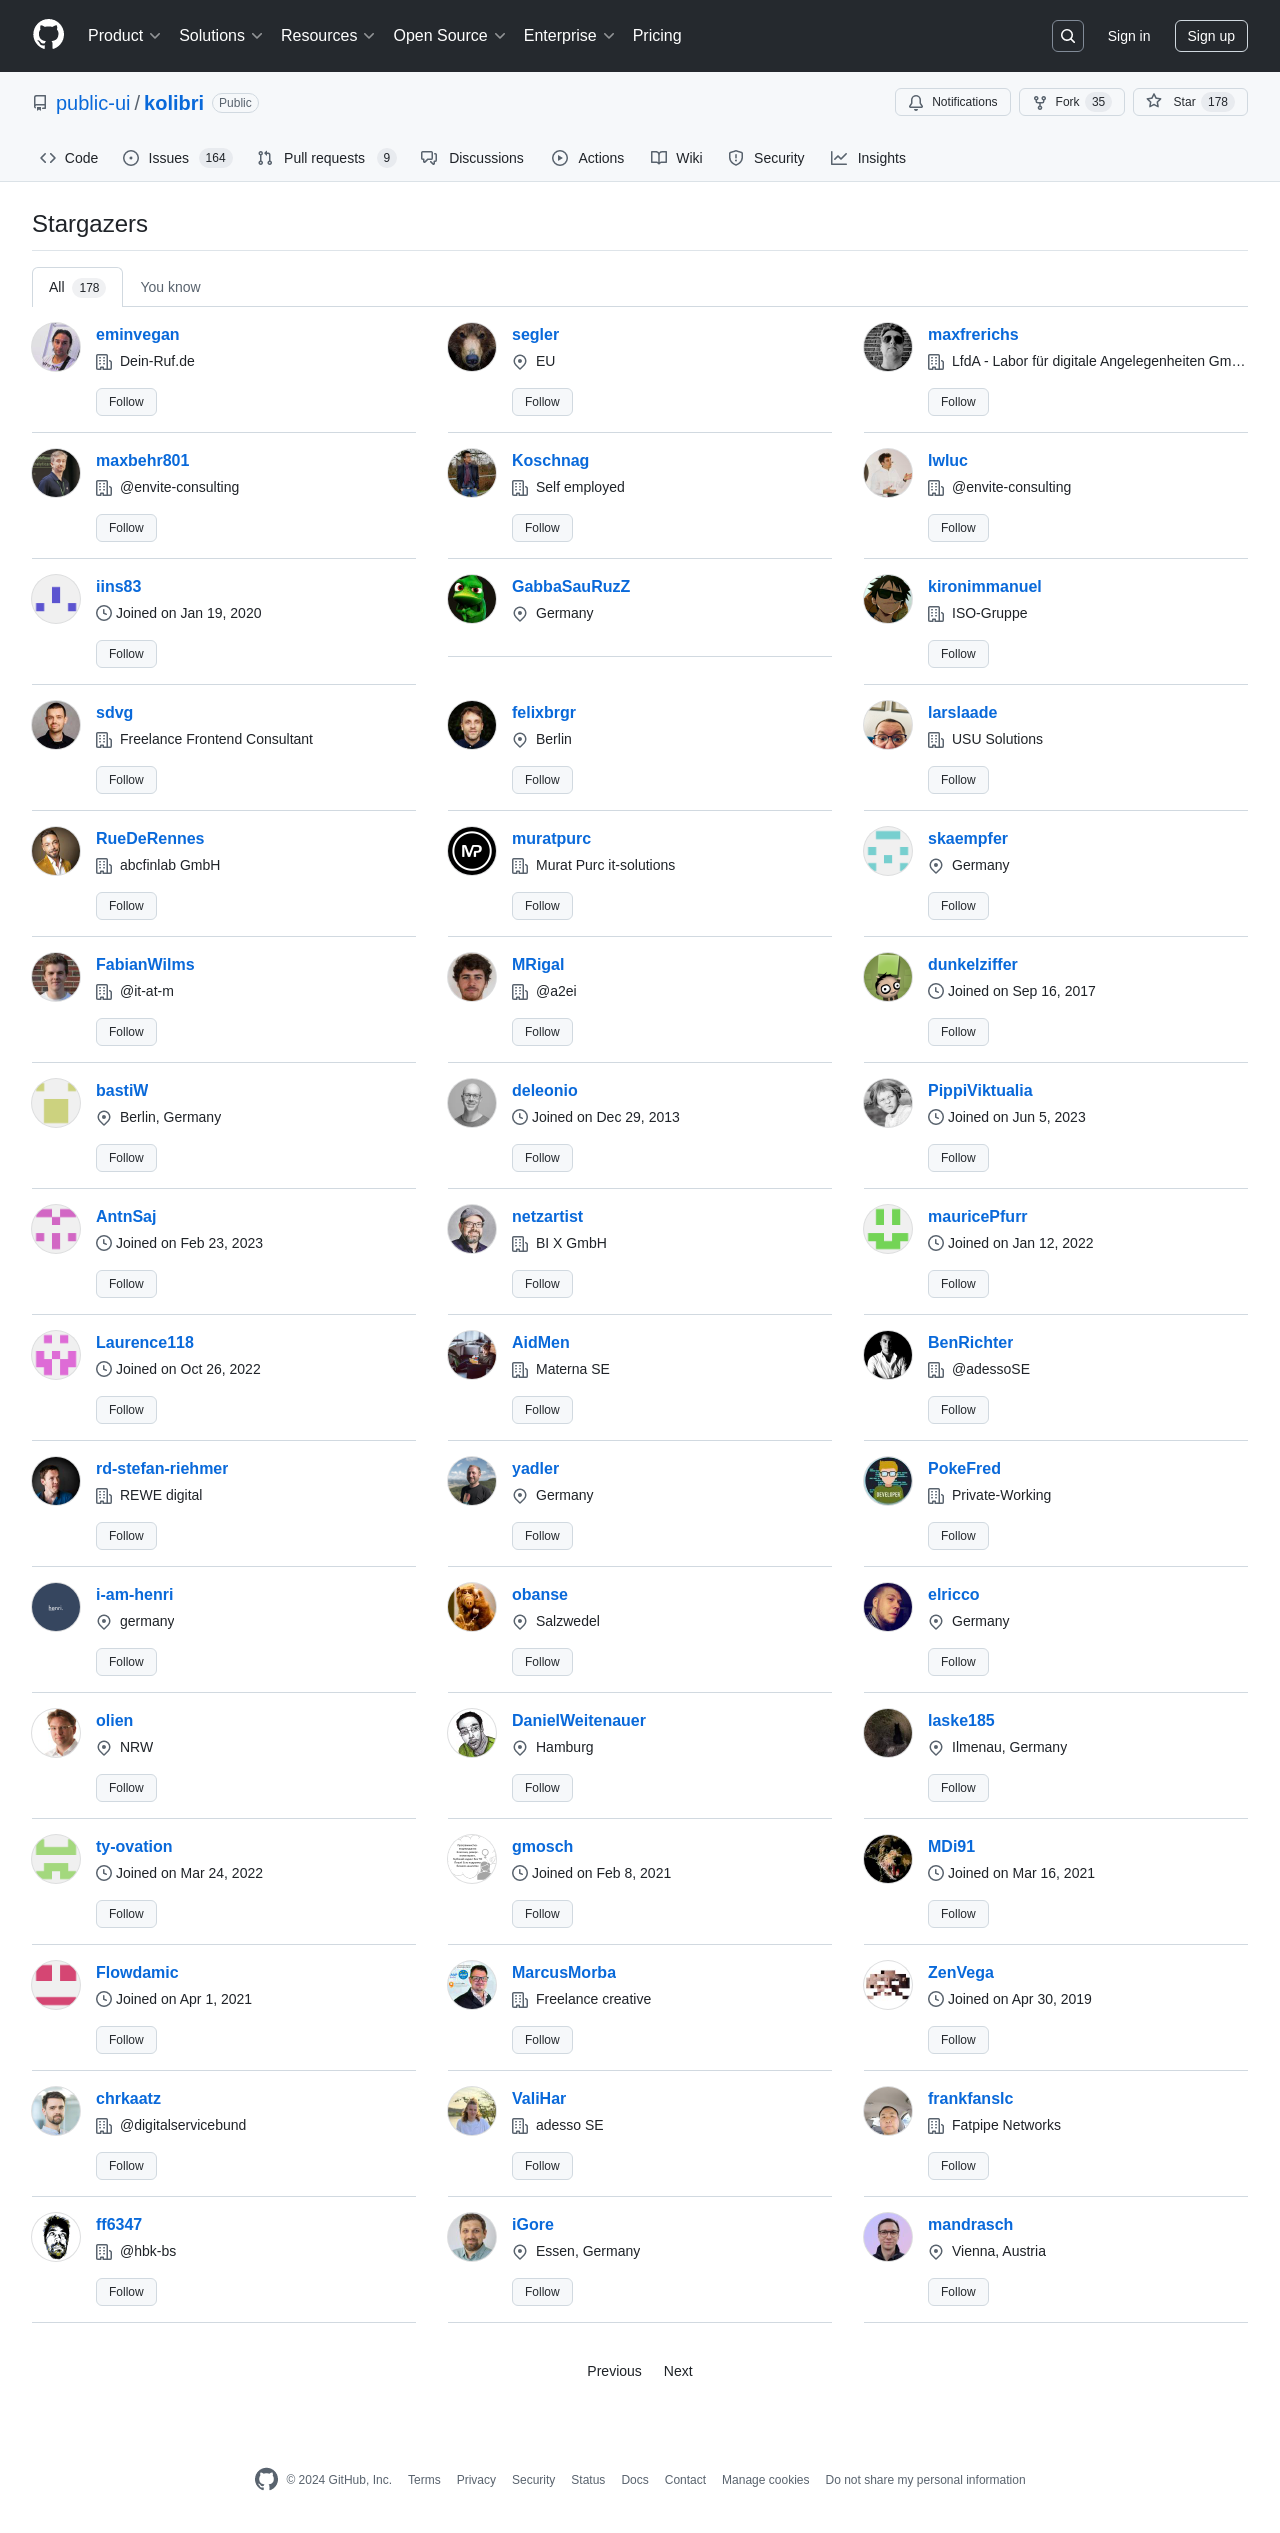 Product Solutions Resources Open Source Enterprise Pricing Sign in Sign up
public-ui / kolibri Public Notifications Fork 35 Star 178
Code Issues 164 Pull requests 9 Discussions Actions Wiki Security Insights
Stargazers
All 178 You know
eminvegan segler maxfrerichs
Dein-Ruf.de EU LfdA - Labor für digitale Angelegenheiten Gm…
Follow Follow Follow
maxbehr801 Koschnag lwluc
@envite-consulting Self employed @envite-consulting
Follow Follow Follow
iins83 GabbaSauRuzZ kironimmanuel
Joined on Jan 19, 2020 Germany ISO-Gruppe
Follow Follow
sdvg felixbrgr larslaade
Freelance Frontend Consultant Berlin USU Solutions
Follow Follow Follow
RueDeRennes muratpurc skaempfer
abcfinlab GmbH Murat Purc it-solutions Germany
Follow Follow Follow
FabianWilms MRigal dunkelziffer
@it-at-m @a2ei Joined on Sep 16, 2017
Follow Follow Follow
bastiW deleonio PippiViktualia
Berlin, Germany Joined on Dec 29, 2013 Joined on Jun 5, 2023
Follow Follow Follow
AntnSaj netzartist mauricePfurr
Joined on Feb 23, 2023 BI X GmbH Joined on Jan 12, 2022
Follow Follow Follow
Laurence118 AidMen BenRichter
Joined on Oct 26, 2022 Materna SE @adessoSE
Follow Follow Follow
rd-stefan-riehmer yadler PokeFred
REWE digital Germany Private-Working
Follow Follow Follow
i-am-henri obanse elricco
germany Salzwedel Germany
Follow Follow Follow
olien DanielWeitenauer laske185
NRW Hamburg Ilmenau, Germany
Follow Follow Follow
ty-ovation gmosch MDi91
Joined on Mar 24, 2022 Joined on Feb 8, 2021 Joined on Mar 16, 2021
Follow Follow Follow
Flowdamic MarcusMorba ZenVega
Joined on Apr 1, 2021 Freelance creative Joined on Apr 30, 2019
Follow Follow Follow
chrkaatz ValiHar frankfanslc
@digitalservicebund adesso SE Fatpipe Networks
Follow Follow Follow
ff6347 iGore mandrasch
@hbk-bs Essen, Germany Vienna, Austria
Follow Follow Follow
Previous Next
© 2024 GitHub, Inc. Terms Privacy Security Status Docs Contact Manage cookies Do not share my personal information